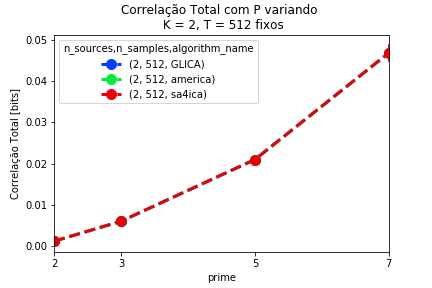 Correlação Total com P variando
K = 2, T = 512 fixos
n_sources,n_samples,algorithm_name
(2, 512, GLICA)
(2, 512, america)
(2, 512, sa4ica)
Correlação Total [bits]
0.05
0.04
0.03
0.02
0.01
0.00
2 3 5 7
prime